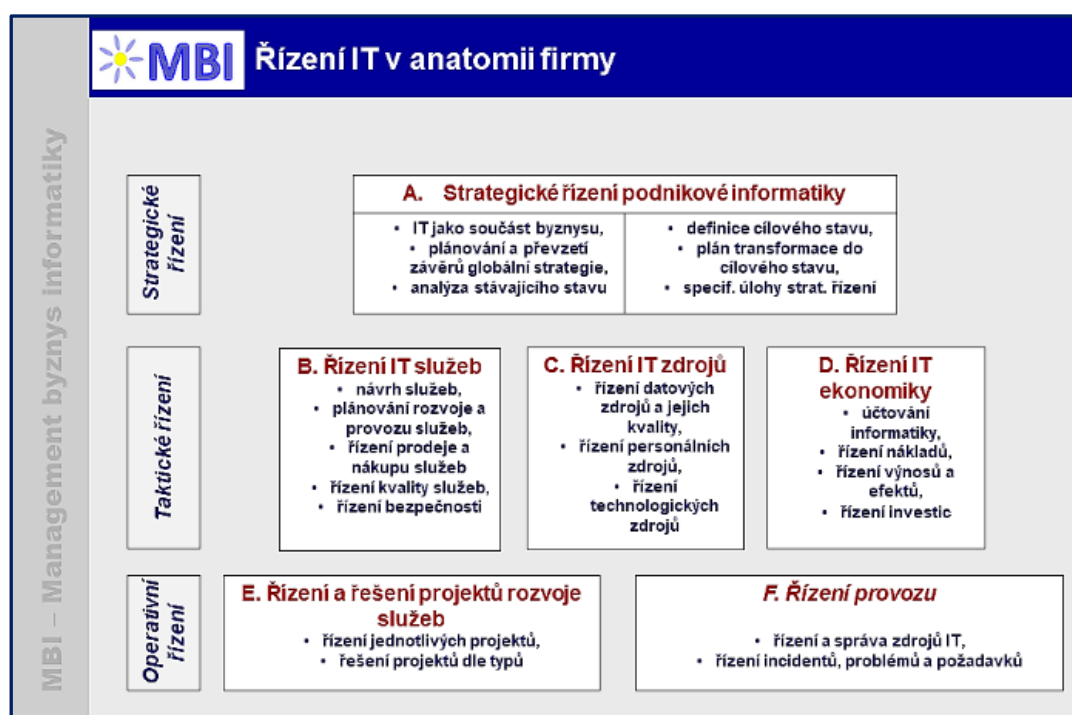 MBI Řízení IT v anatomii firmy
MBI – Management byznys informatiky
Strategické
řízení
A. Strategické řízení podnikové informatiky
• IT jako součást byznysu,
• plánování a převzetí
závěrů globální strategie,
• analýza stávajícího stavu
• definice cílového stavu,
• plán transformace do
cílového stavu,
• specif. úlohy strat. řízení
Taktické řízení
B. Řízení IT služeb
• návrh služeb,
• plánování rozvoje a
provozu služeb,
• řízení prodeje a
nákupu služeb
• řízení kvality služeb,
• řízení bezpečnosti
C. Řízení IT zdrojů
• řízení datových
zdrojů a jejich
kvality,
• řízení personálních
zdrojů,
• řízení
technologických
zdrojů
D. Řízení IT
ekonomiky
• účtování
informatiky,
• řízení nákladů,
• řízení výnosů a
efektů,
• řízení investic
Operativní
řízení
E. Řízení a řešení projektů rozvoje
služeb
• řízení jednotlivých projektů,
• řešení projektů dle typů
F. Řízení provozu
• řízení a správa zdrojů IT,
• řízení incidentů, problémů a požadavků